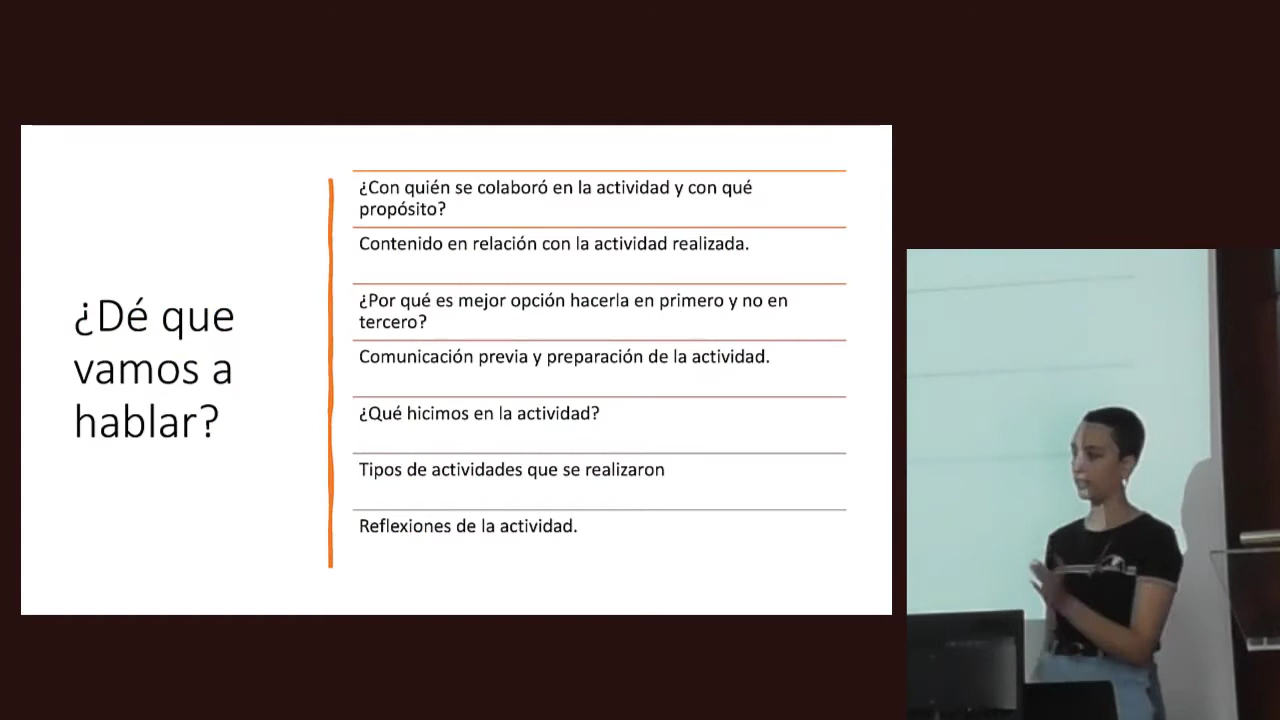 ¿Dé que
vamos a
hablar?
¿Con quién se colaboró en la actividad y con qué
propósito?
Contenido en relación con la actividad realizada.
¿Por qué es mejor opción hacerla en primero y no en
tercero?
Comunicación previa y preparación de la actividad.
¿Qué hicimos en la actividad?
Tipos de actividades que se realizaron
Reflexiones de la actividad.